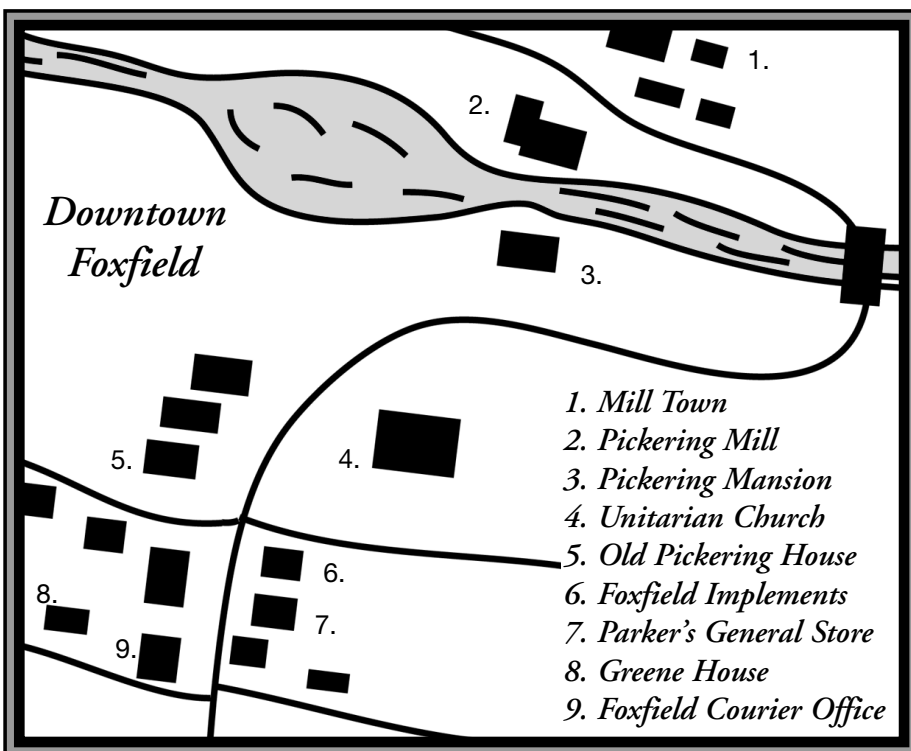 1.
2.
Downtown
Foxfield
3.
5.
4.
6.
8.
7.
9.
1. Mill Town
2. Pickering Mill
3. Pickering Mansion
4. Unitarian Church
5. Old Pickering House
6. Foxfield Implements
7. Parker's General Store
8. Greene House
9. Foxfield Courier Office